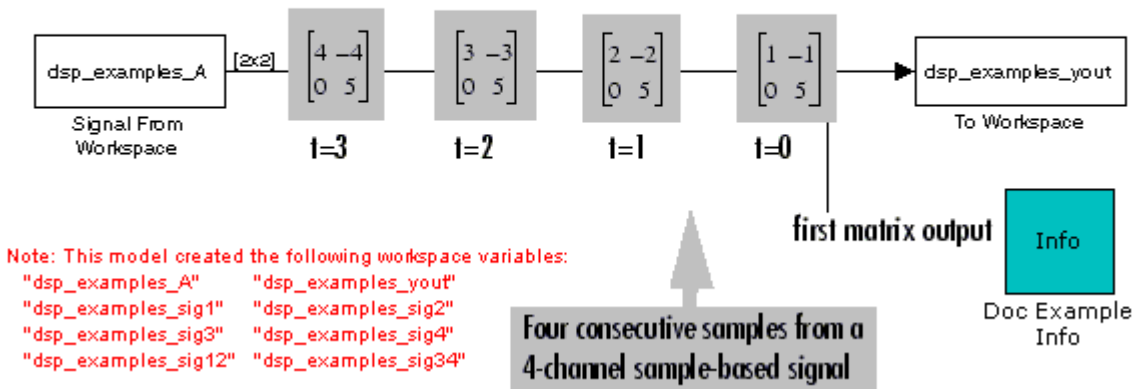 dsp_examples_A
[2x2]
4 -4
0 5
3 -3
0 5
2 -2
0 5
1 -1
0 5
dsp_examples_yout
Signal From
Workspace
t=3
t=2
t=1
t=0
To Workspace
first matrix output
Info
Doc Example
Info
Note: This model created the following workspace variables:
"dsp_examples_A" "dsp_examples_yout"
"dsp_examples_sig1" "dsp_examples_sig2"
"dsp_examples_sig3" "dsp_examples_sig4"
"dsp_examples_sig12" "dsp_examples_sig34"
Four consecutive samples from a
4-channel sample-based signal